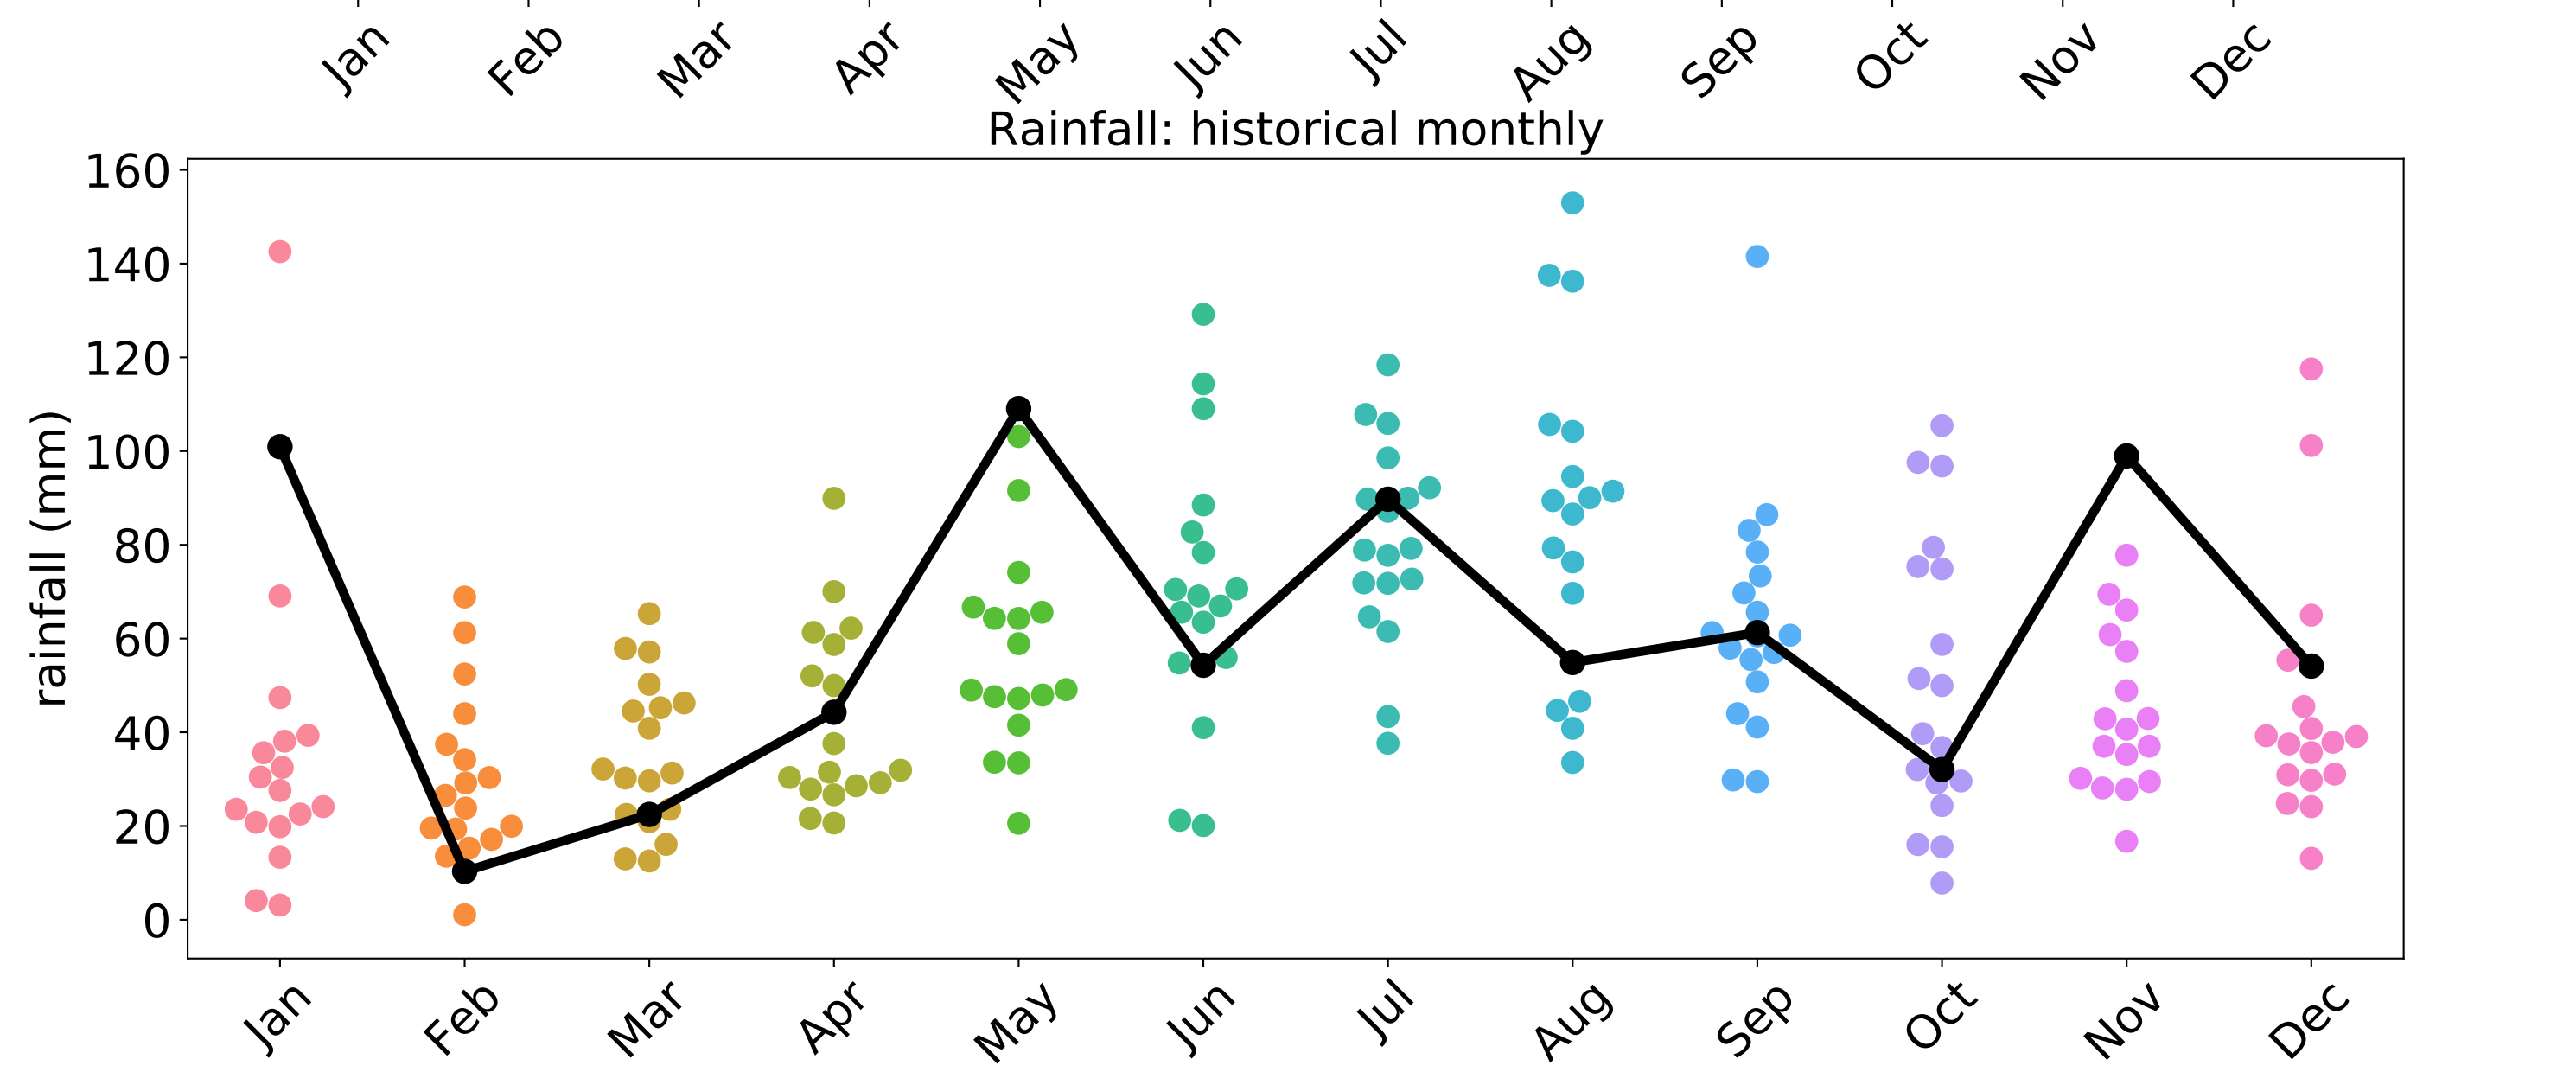 Jan Feb Mar Apr May Jun Jul Aug Sep Oct Nov Dec
Rainfall: historical monthly
160
140
120
100
80
60
40
20
0
rainfall (mm)
Jan Feb Mar Apr May Jun Jul Aug Sep Oct Nov Dec